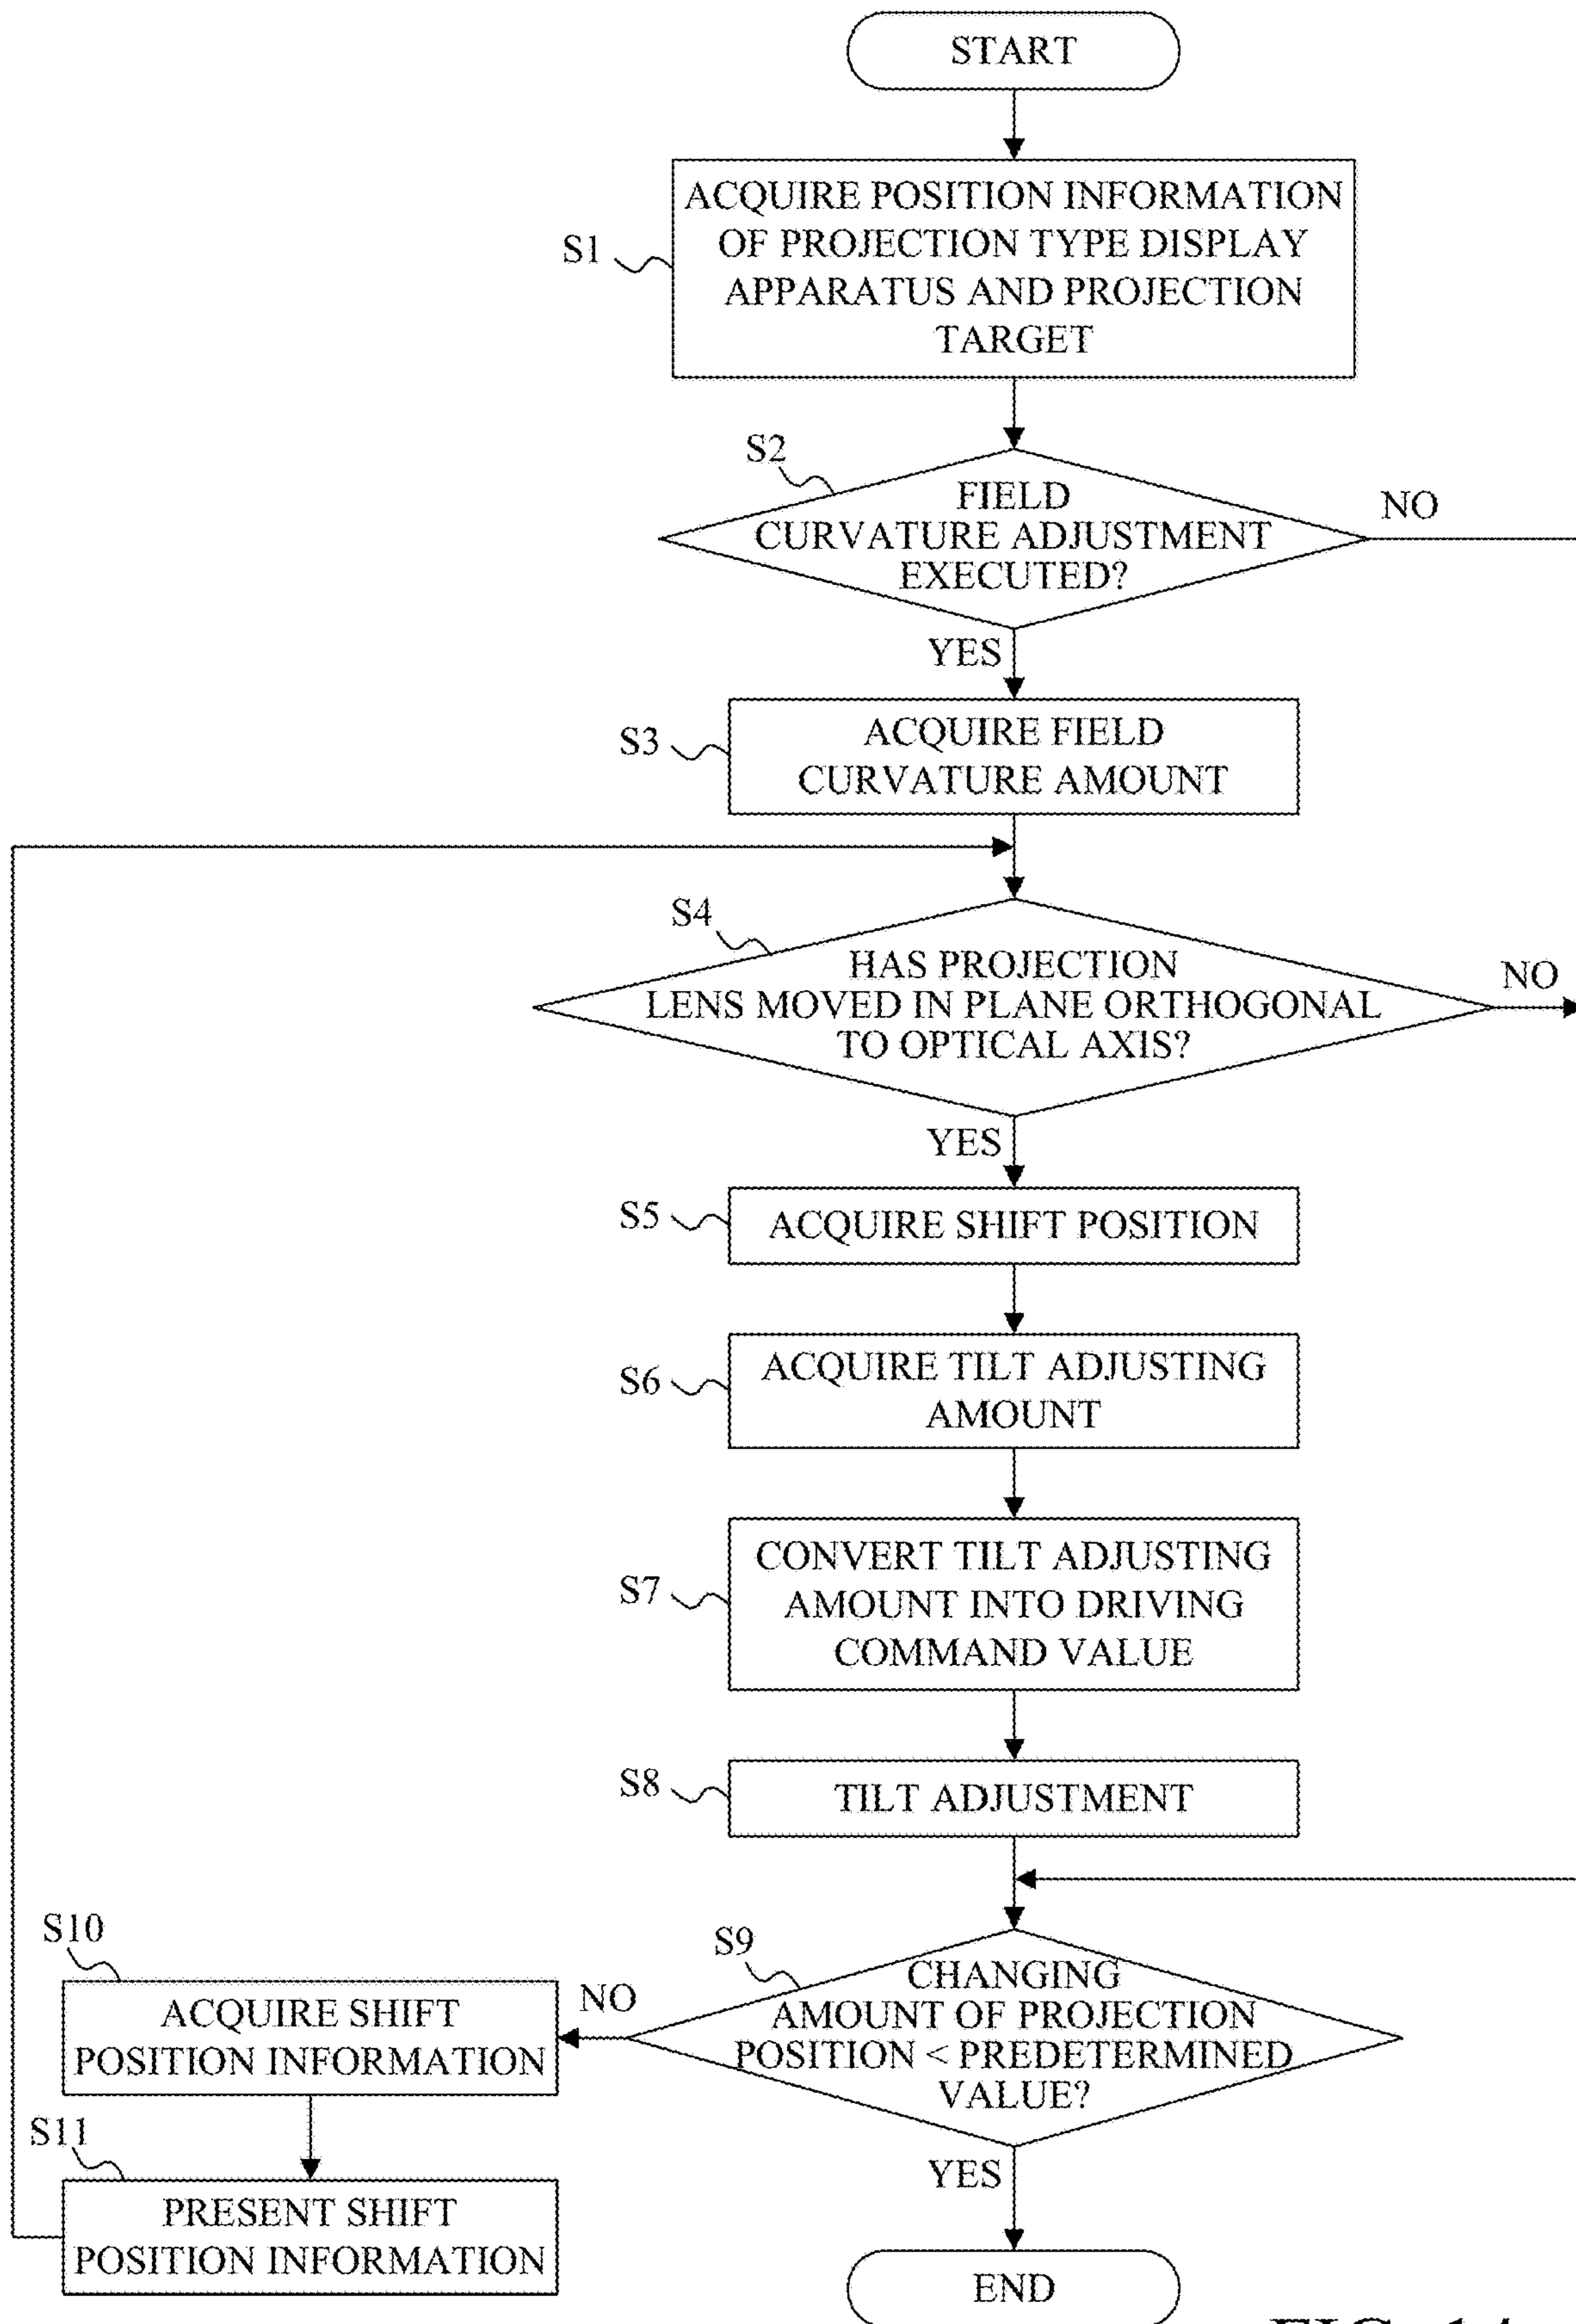 START
S1
ACQUIRE POSITION INFORMATION
OF PROJECTION TYPE DISPLAY
APPARATUS AND PROJECTION
TARGET
S2
FIELD
CURVATURE ADJUSTMENT
EXECUTED?
NO
YES
S3
ACQUIRE FIELD
CURVATURE AMOUNT
S4
HAS PROJECTION
LENS MOVED IN PLANE ORTHOGONAL
TO OPTICAL AXIS?
NO
YES
S5
ACQUIRE SHIFT POSITION
S6
ACQUIRE TILT ADJUSTING
AMOUNT
S7
CONVERT TILT ADJUSTING
AMOUNT INTO DRIVING
COMMAND VALUE
S8
TILT ADJUSTMENT
S9
CHANGING
AMOUNT OF PROJECTION
POSITION < PREDETERMINED
VALUE?
NO
S10
ACQUIRE SHIFT
POSITION INFORMATION
S11
PRESENT SHIFT
POSITION INFORMATION
YES
END